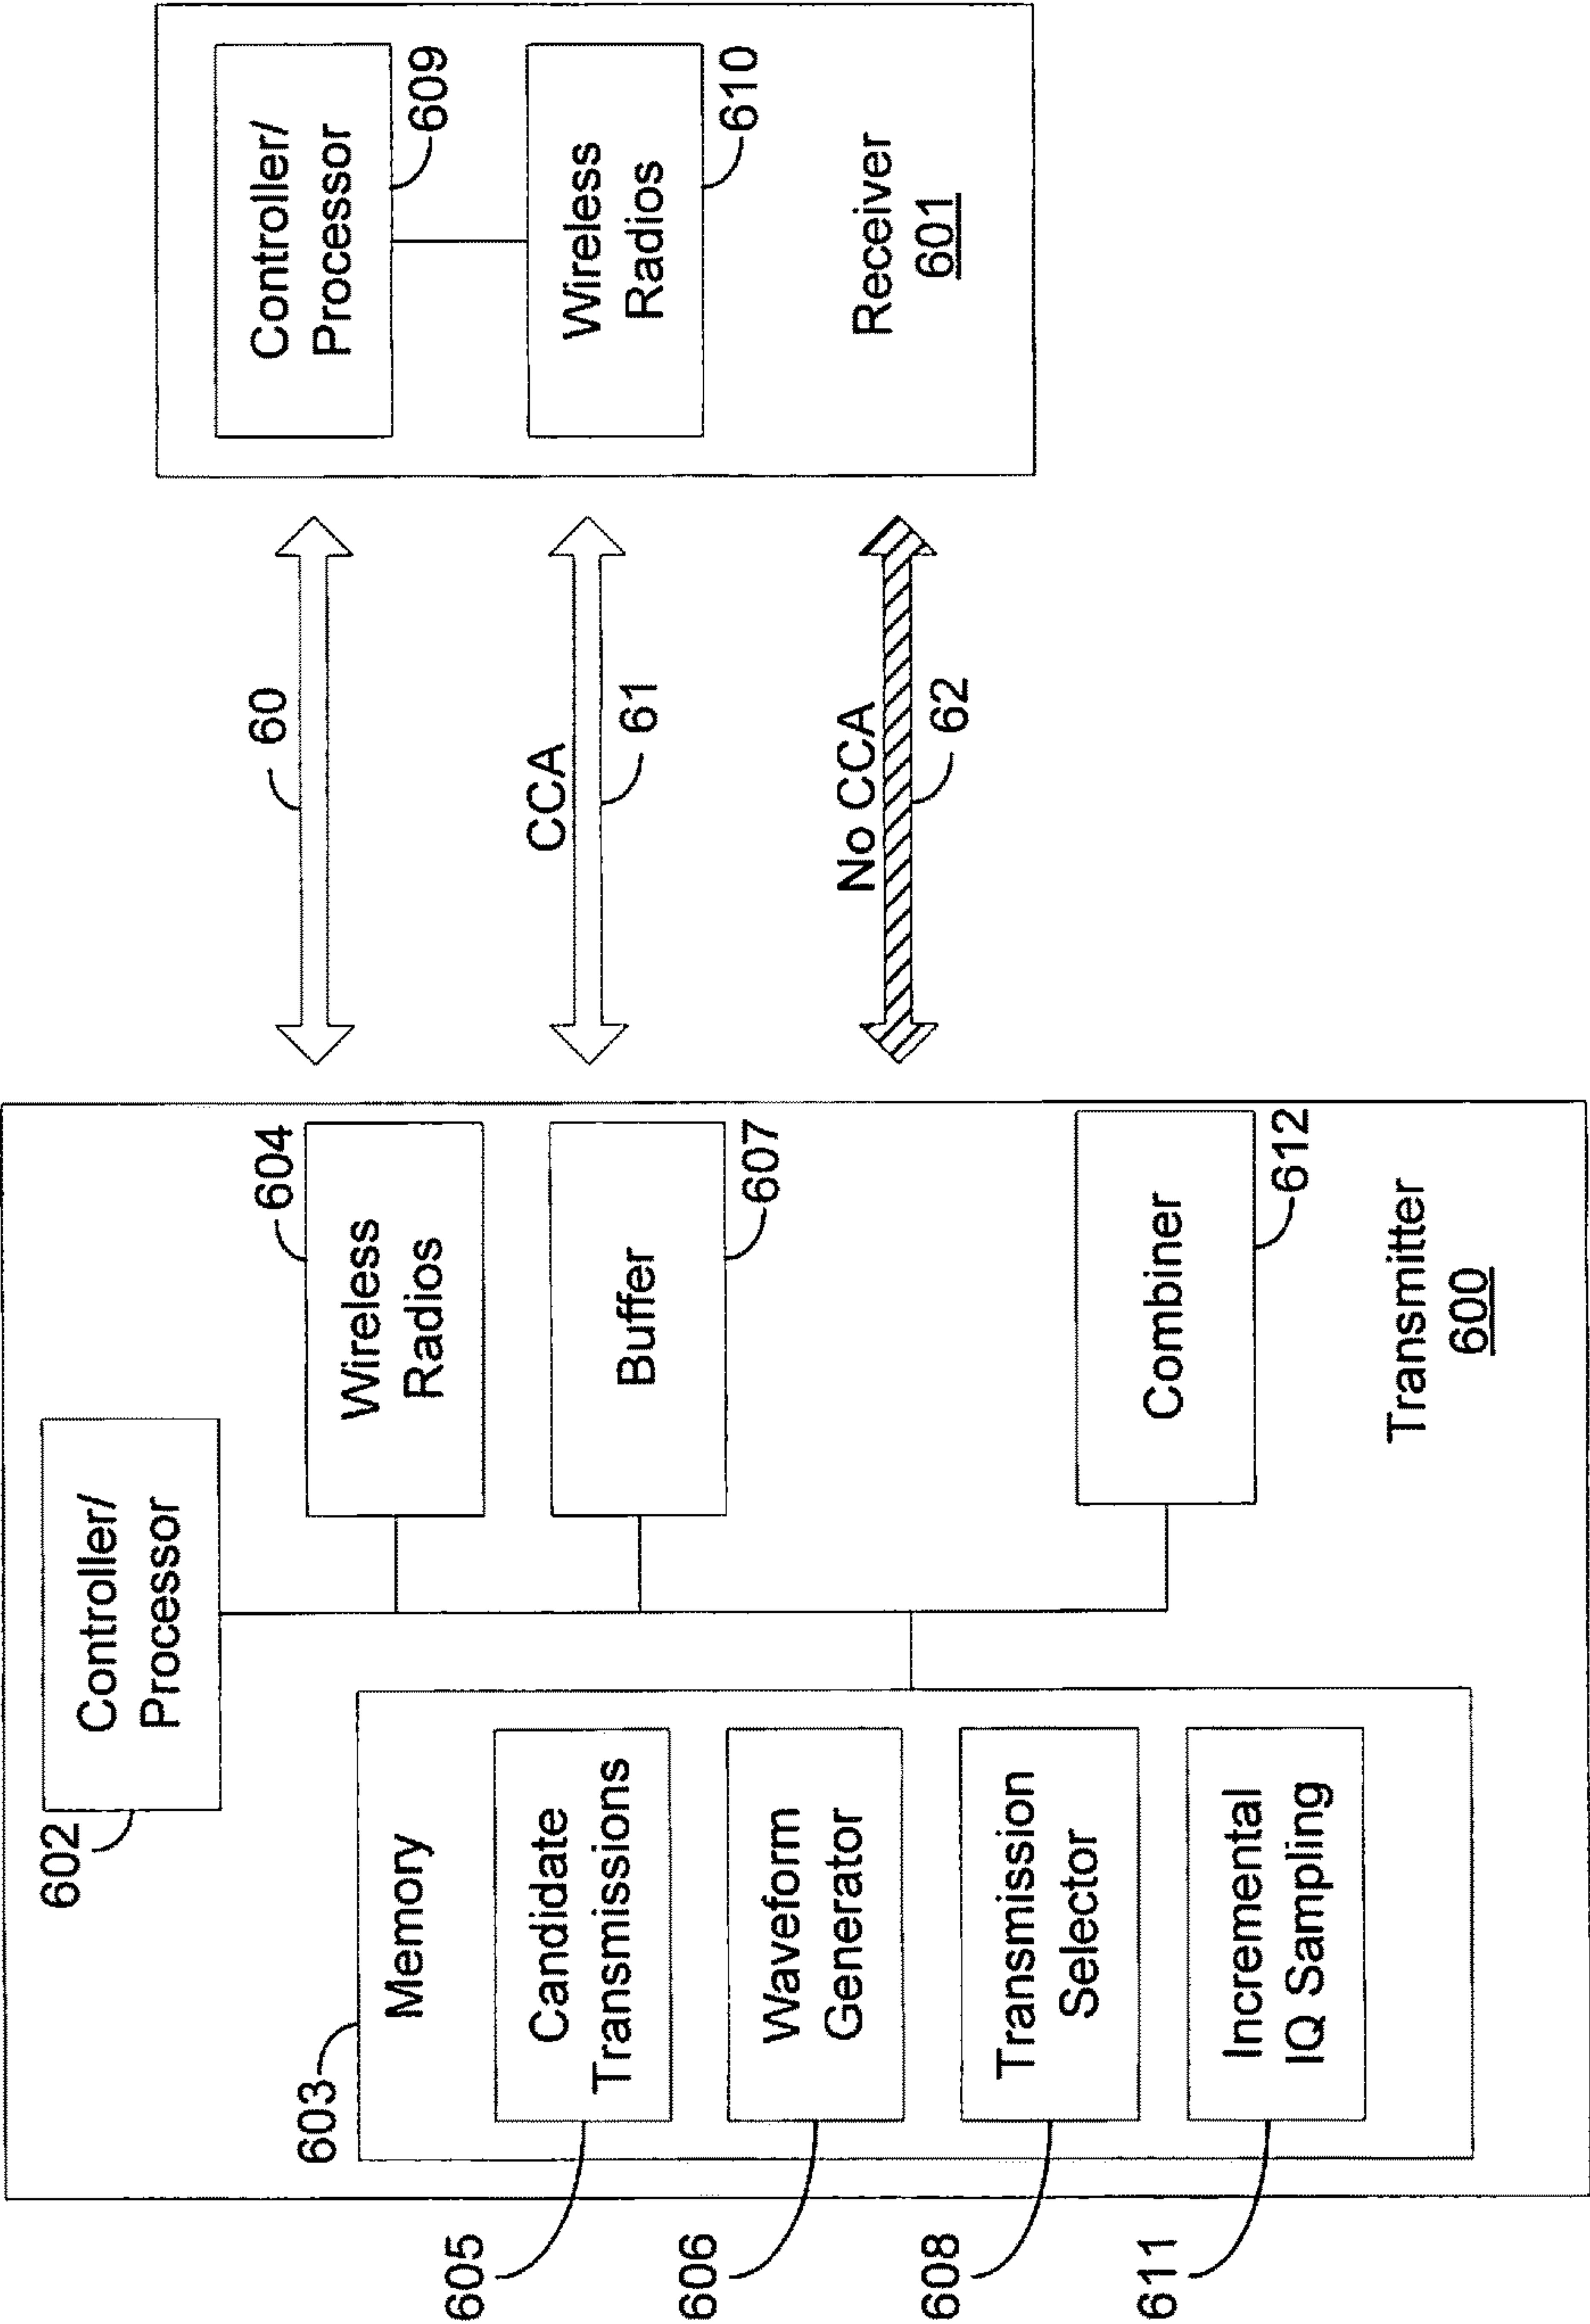 602
Controller/
Processor
603
Memory
604
Wireless
Radios
605
Candidate
Transmissions
607
Buffer
606
Waveform
Generator
608
Transmission
Selector
611
Incremental
IQ Sampling
Combiner
612
Transmitter
600
60
CCA
61
No CCA
62
Controller/
Processor
609
Wireless
Radios
610
Receiver
601